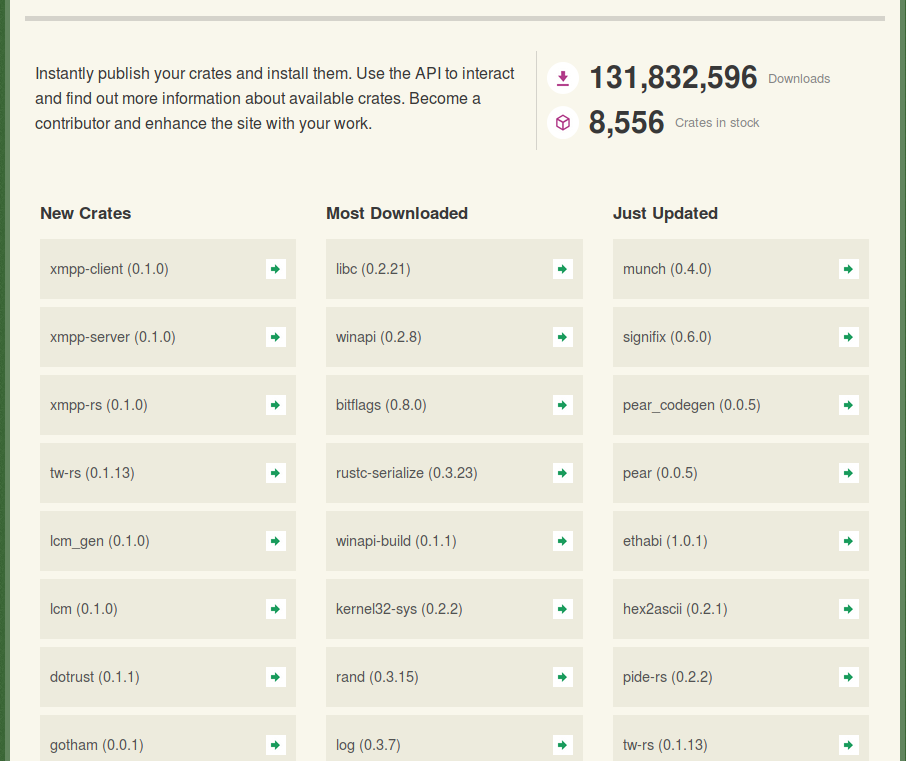 Instantly publish your crates and install them. Use the API to interact
and find out more information about available crates. Become a
contributor and enhance the site with your work.
131,832,596 Downloads
8,556 Crates in stock
New Crates
xmpp-client (0.1.0)
xmpp-server (0.1.0)
xmpp-rs (0.1.0)
tw-rs (0.1.13)
lcm_gen (0.1.0)
lcm (0.1.0)
dotrust (0.1.1)
gotham (0.0.1)
Most Downloaded
libc (0.2.21)
winapi (0.2.8)
bitflags (0.8.0)
rustc-serialize (0.3.23)
winapi-build (0.1.1)
kernel32-sys (0.2.2)
rand (0.3.15)
log (0.3.7)
Just Updated
munch (0.4.0)
signifix (0.6.0)
pear_codegen (0.0.5)
pear (0.0.5)
ethabi (1.0.1)
hex2ascii (0.2.1)
pide-rs (0.2.2)
tw-rs (0.1.13)